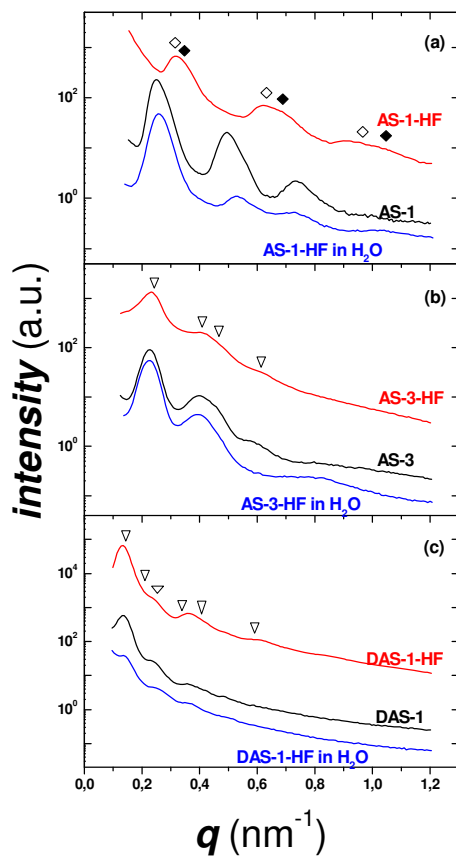 (a)
10²
AS-1-HF
10⁰
AS-1
AS-1-HF in H₂O
(b)
10²
AS-3-HF
10⁰
AS-3
AS-3-HF in H₂O
(c)
10⁴
10²
DAS-1-HF
10⁰
DAS-1
DAS-1-HF in H₂O
intensity (a.u.)
0,0 0,2 0,4 0,6 0,8 1,0 1,2
q (nm⁻¹)